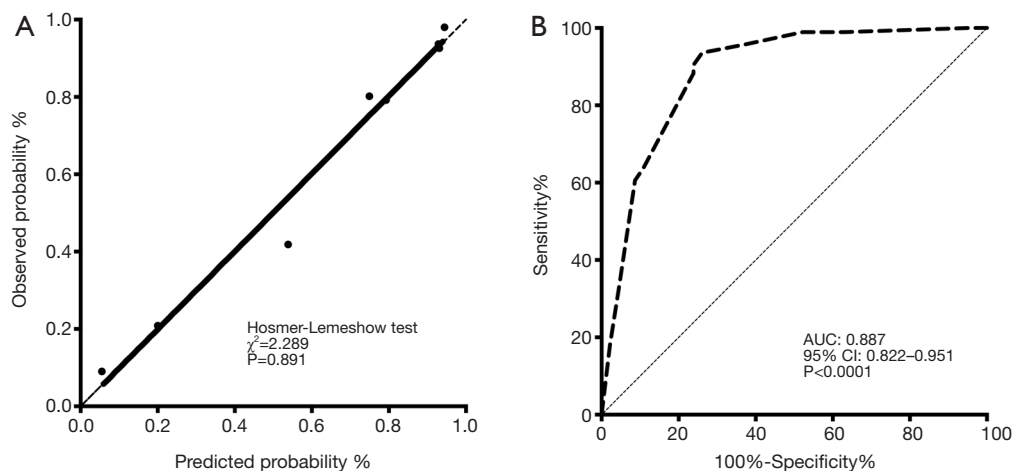 A
1.0
0.8
0.6
0.4
0.2
0.0
Observed probability %
Hosmer-Lemeshow test
χ²=2.289
P=0.891
0.0 0.2 0.4 0.6 0.8 1.0
Predicted probability %
B
100
80
60
40
20
0
Sensitivity%
AUC: 0.887
95% CI: 0.822–0.951
P<0.0001
0 20 40 60 80 100
100%-Specificity%